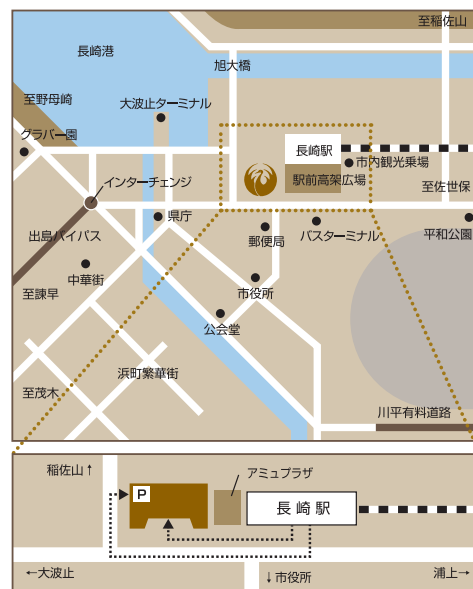 至稲佐山
長崎港
旭大橋
至野母崎
大波止ターミナル
グラバー園
長崎駅
市内観光乗場
駅前高架広場
インターチェンジ
至佐世保
県庁
出島バイパス
郵便局
バスターミナル
平和公園
中華街
至諫早
市役所
公会堂
浜町繁華街
至茂木
川平有料道路
稲佐山↑
アミュプラザ
P
長崎駅
←大波止
↓市役所
浦上→